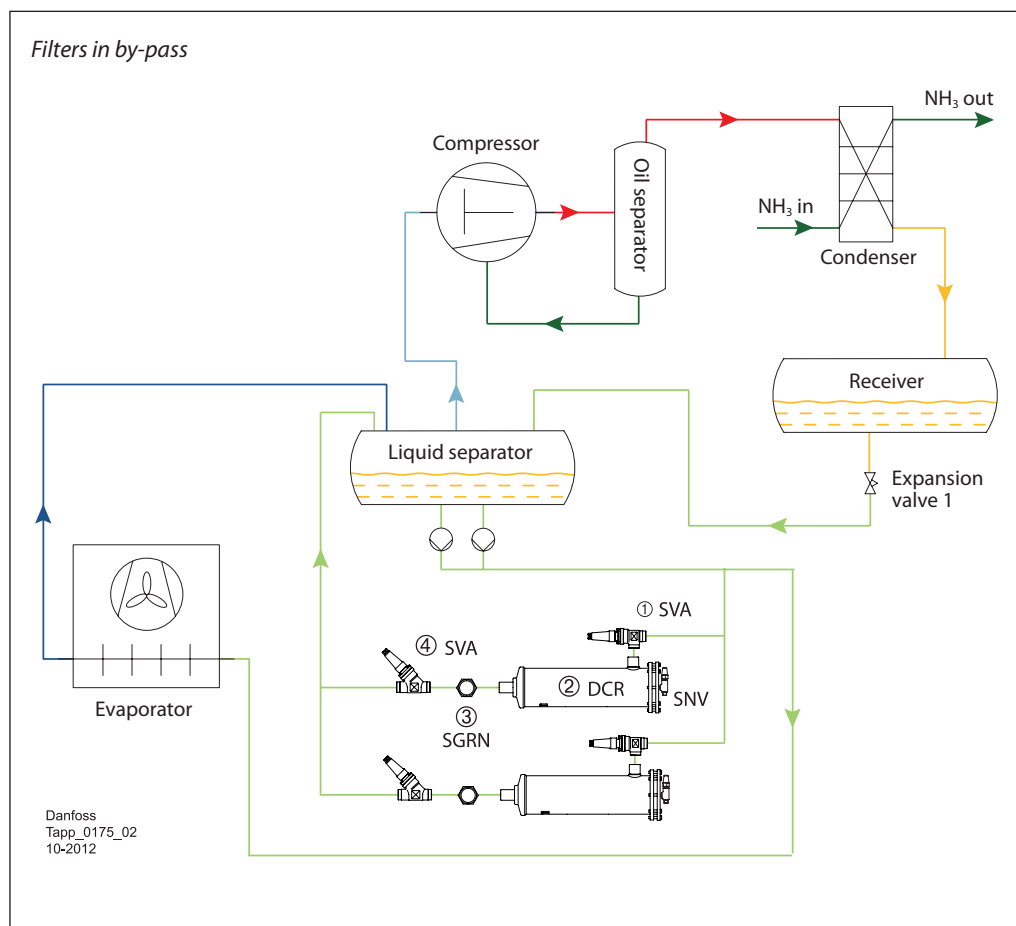 Filters in by-pass
NH₃ out
Compressor
Oil separator
NH₃ in
Condenser
Receiver
Liquid separator
Expansion
valve 1
① SVA
④ SVA
② DCR
SNV
Evaporator
③
SGRN
Danfoss
Tapp_0175_02
10-2012